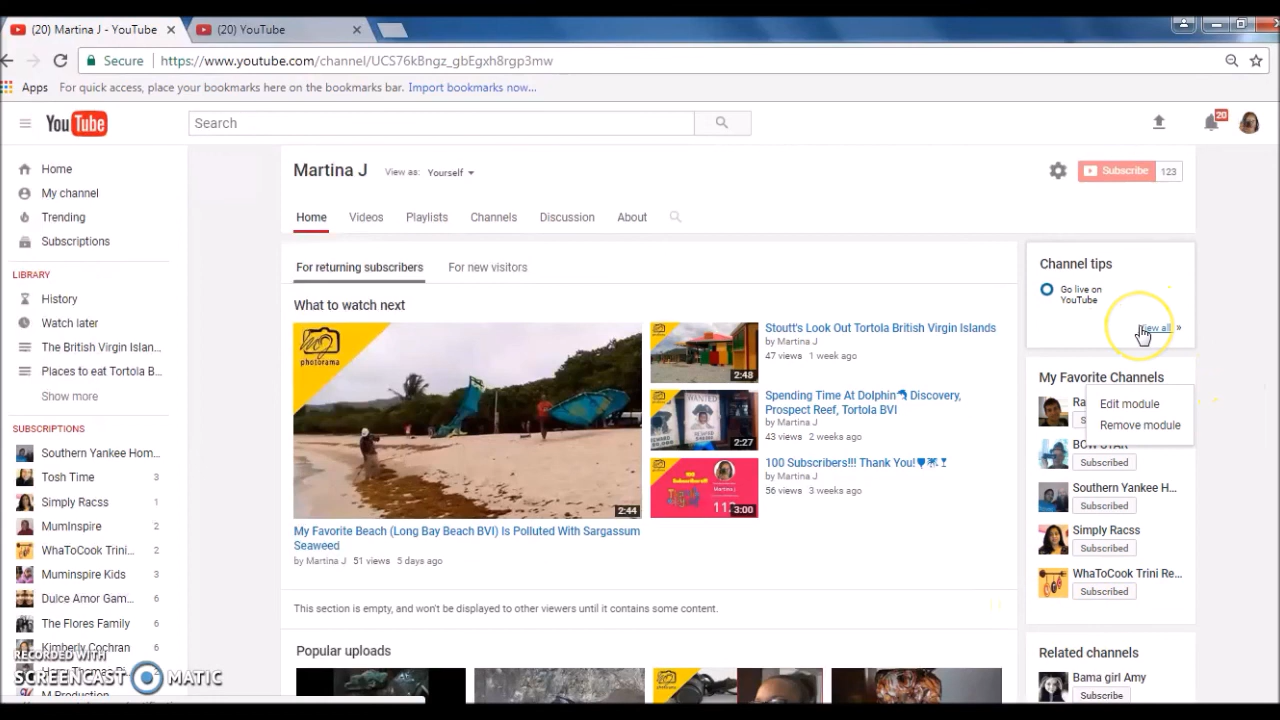 (20) Martina J - YouTube
(20) YouTube
Secure https://www.youtube.com/channel/UCS76kBngz_gbEgxh8rgp3mw
Apps For quick access, place your bookmarks here on the bookmarks bar. Import bookmarks now...
YouTube
Search
20
Home
My channel
Trending
Subscriptions
LIBRARY
History
Watch later
The British Virgin Islan...
Places to eat Tortola B...
Show more
SUBSCRIPTIONS
Southern Yankee Hom...
Tosh Time 3
Simply Racss
MumInspire 2
WhaToCook Trini... 2
Muminspire Kids 3
Dulce Amor Gam... 6
The Flores Family 6
Kimberly Cochran 6
RECORDED WITH
SCREENCAST MATIC
M Production
Martina J View as: Yourself
Subscribe 123
Home Videos Playlists Channels Discussion About
For returning subscribers For new visitors
What to watch next
photorama
2:44
My Favorite Beach (Long Bay Beach BVI) Is Polluted With Sargassum
Seaweed
by Martina J 51 views 5 days ago
2:48
Stoutt's Look Out Tortola British Virgin Islands
by Martina J
47 views 1 week ago
WANTED
2:27
Spending Time At Dolphin🐬 Discovery,
Prospect Reef, Tortola BVI
by Martina J
43 views 2 weeks ago
3:00
100 Subscribers!!! Thank You!
by Martina J
56 views 3 weeks ago
This section is empty, and won't be displayed to other viewers until it contains some content.
Popular uploads
Channel tips
Go live on
YouTube
View all »
My Favorite Channels
Edit module
Remove module
Ra
Subscribed
Southern Yankee H...
Subscribed
Simply Racss
Subscribed
WhaToCook Trini Re...
Subscribed
Related channels
Bama girl Amy
Subscribe